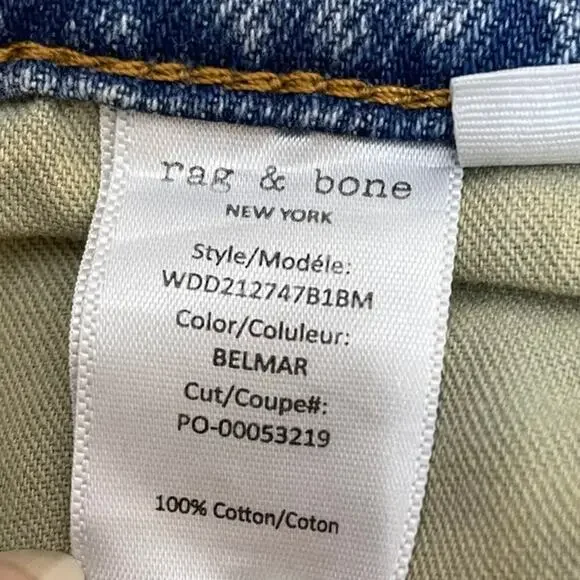 rag & bone
NEW YORK
Style/Modéle:
WDD212747B1BM
Color/Coluleur:
BELMAR
Cut/Coupe#:
PO-00053219
100% Cotton/Coton